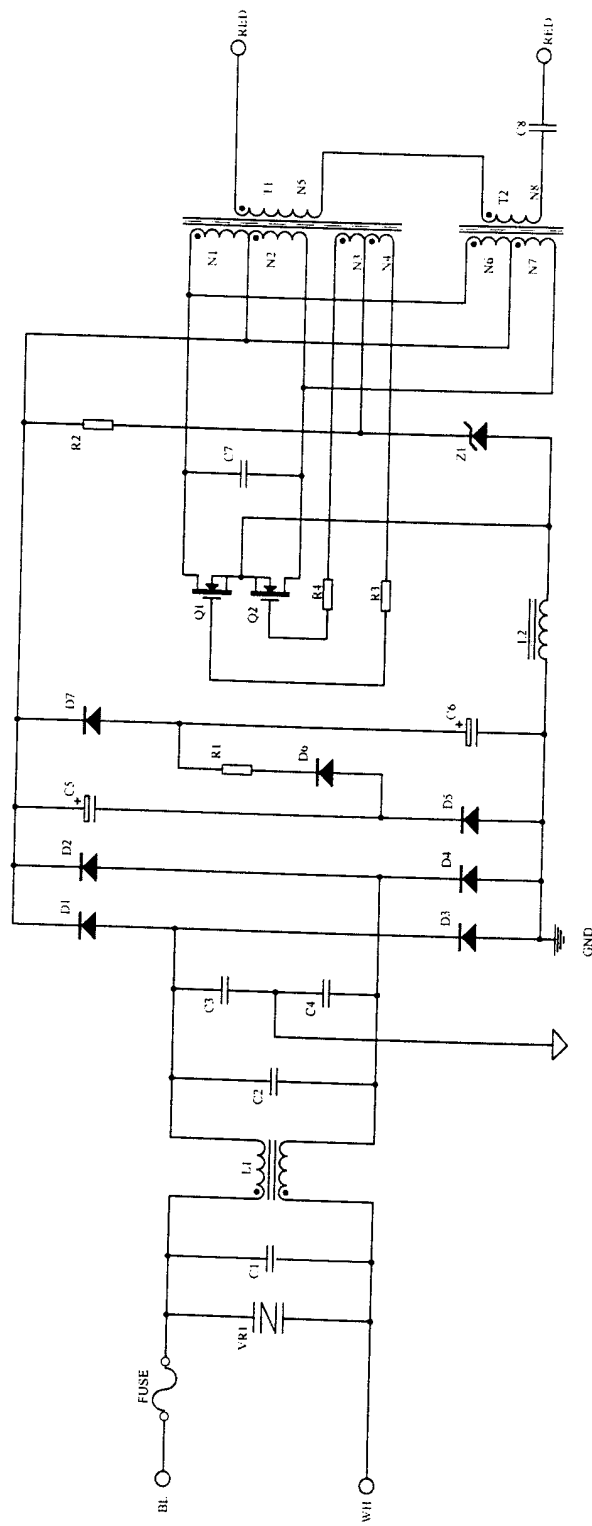 BL
WH
FUSE
VR1
C1
L1
C2
C3
C4
GND
D1
D2
D3
D4
C5
D5
D6
R1
D7
C6
L2
Q1
Q2
R4
R3
C7
R2
Z1
N1
N2
N3
N4
T1
N5
N6
N7
T2
N8
C8
RED
RED